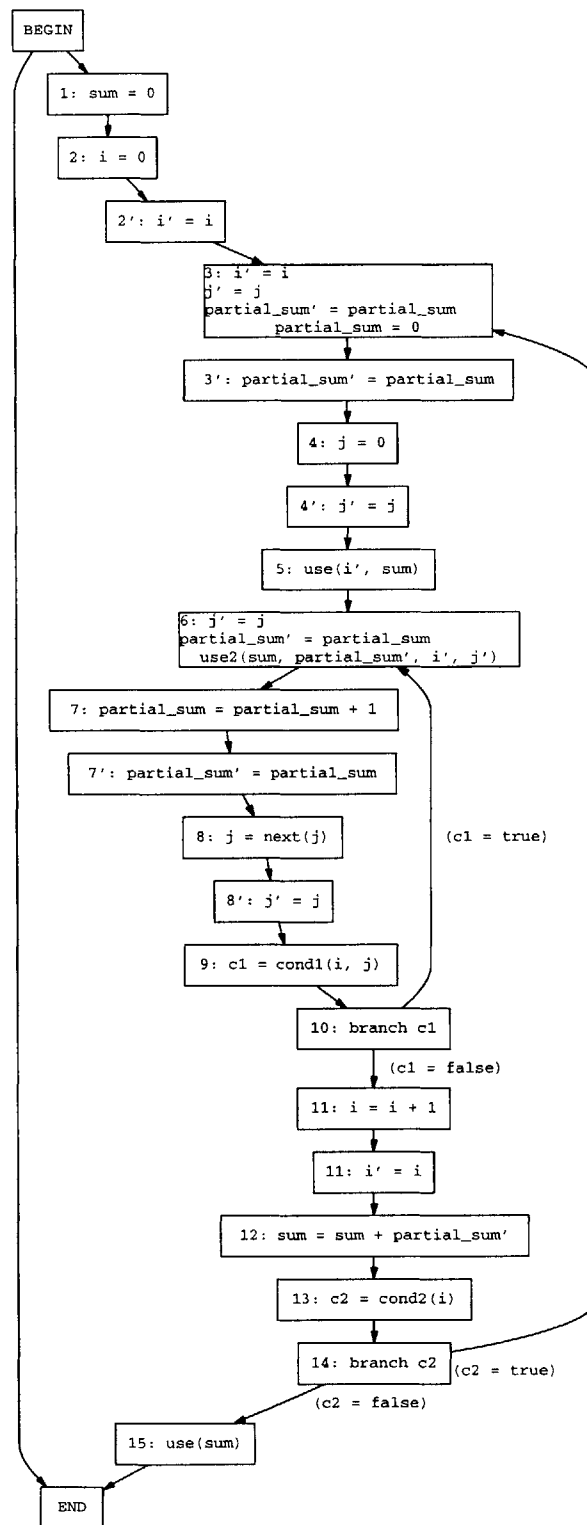 BEGIN
1: sum = 0
2: i = 0
2': i' = i
3: i' = i
j' = j
partial_sum' = partial_sum
partial_sum = 0
3': partial_sum' = partial_sum
4: j = 0
4': j' = j
5: use(i', sum)
6: j' = j
partial_sum' = partial_sum
use2(sum, partial_sum', i', j')
7: partial_sum = partial_sum + 1
7': partial_sum' = partial_sum
8: j = next(j)
(c1 = true)
8': j' = j
9: c1 = cond1(i, j)
10: branch c1
(c1 = false)
11: i = i + 1
11: i' = i
12: sum = sum + partial_sum'
13: c2 = cond2(i)
14: branch c2
(c2 = true)
(c2 = false)
15: use(sum)
END